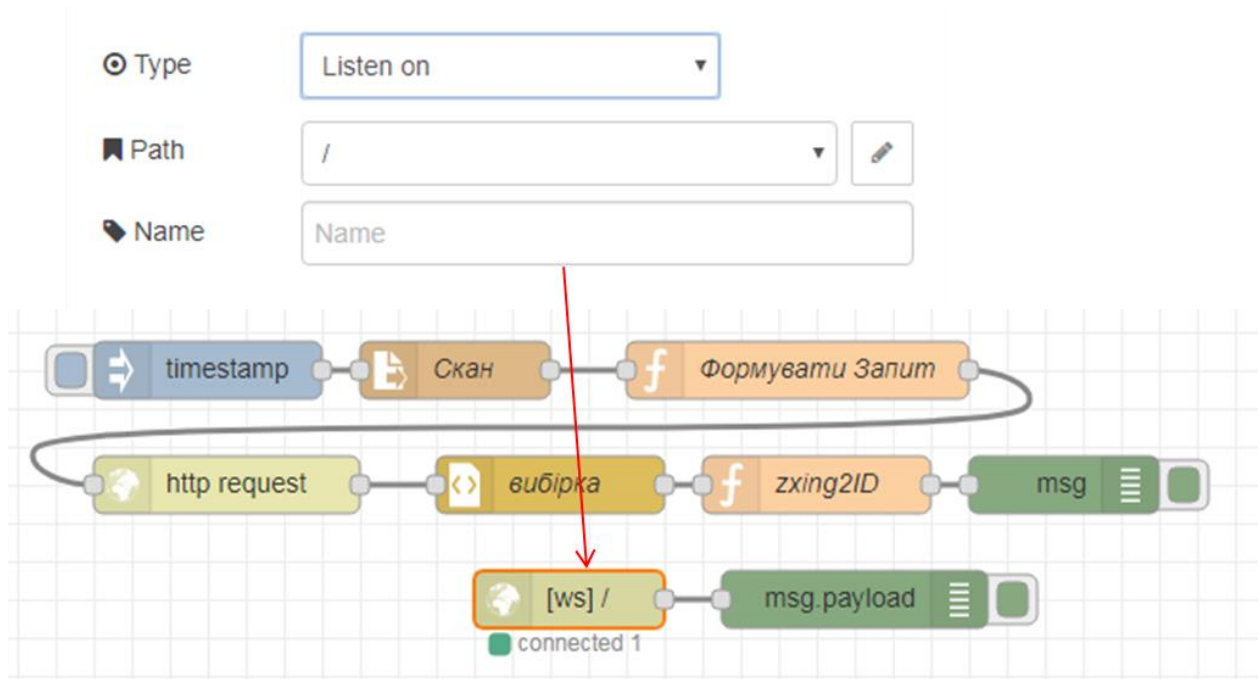 Type
Listen on
Path
/
Name
Name
timestamp
Скан
Формувати Запит
http request
вибірка
zxing2ID
msg
[ws] /
msg.payload
connected 1